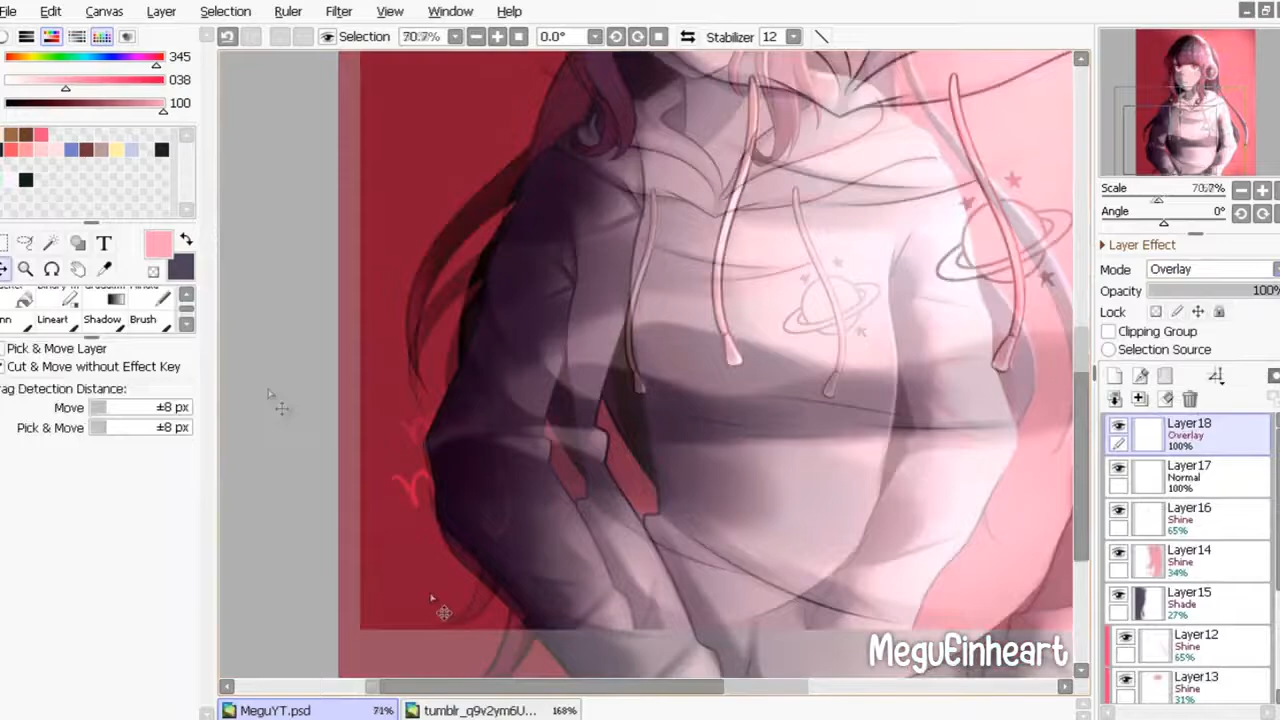 File Edit Canvas Layer Selection Ruler Filter View Window Help
Selection 70.7% 0.0° Stabilizer 12
345
038
100
T
Lineart Shadow Brush
Pick & Move Layer
Cut & Move without Effect Key
Drag Detection Distance:
Move ±8 px
Pick & Move ±8 px
Scale 70.7%
Angle 0°
Layer Effect
Mode Overlay
Opacity 100%
Lock
Clipping Group
Selection Source
Layer18
Overlay
100%
Layer17
Normal
100%
Layer16
Shine
65%
Layer14
Shine
34%
Layer15
Shade
27%
Layer12
Shine
65%
Layer13
Shine
31%
MeguEinheart
MeguYT.psd 71% tumblr_q9v2ym6U... 168%